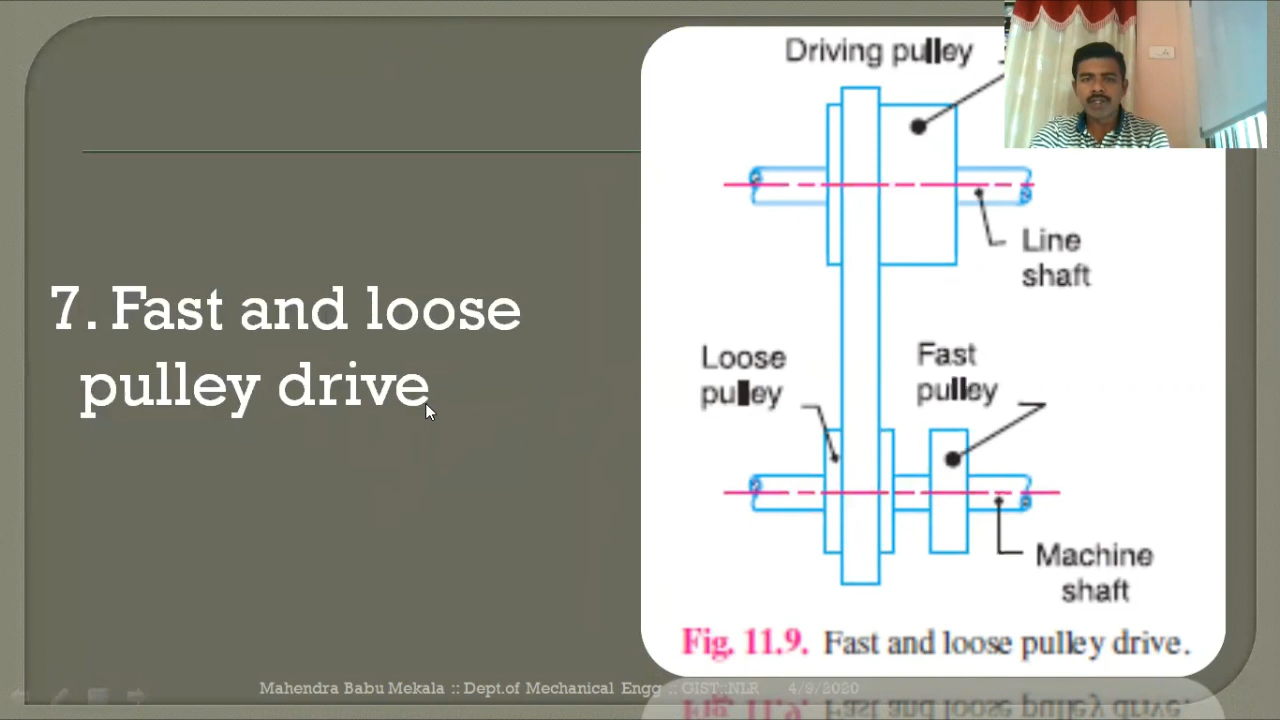 7. Fast and loose
pulley drive
Driving pulley
Line
shaft
Loose
pulley
Fast
pulley
Machine
shaft
Fig. 11.9. Fast and loose pulley drive.
Mahendra Babu Mekala :: Dept.of Mechanical Engg :: GIST::NLR 4/9/2020